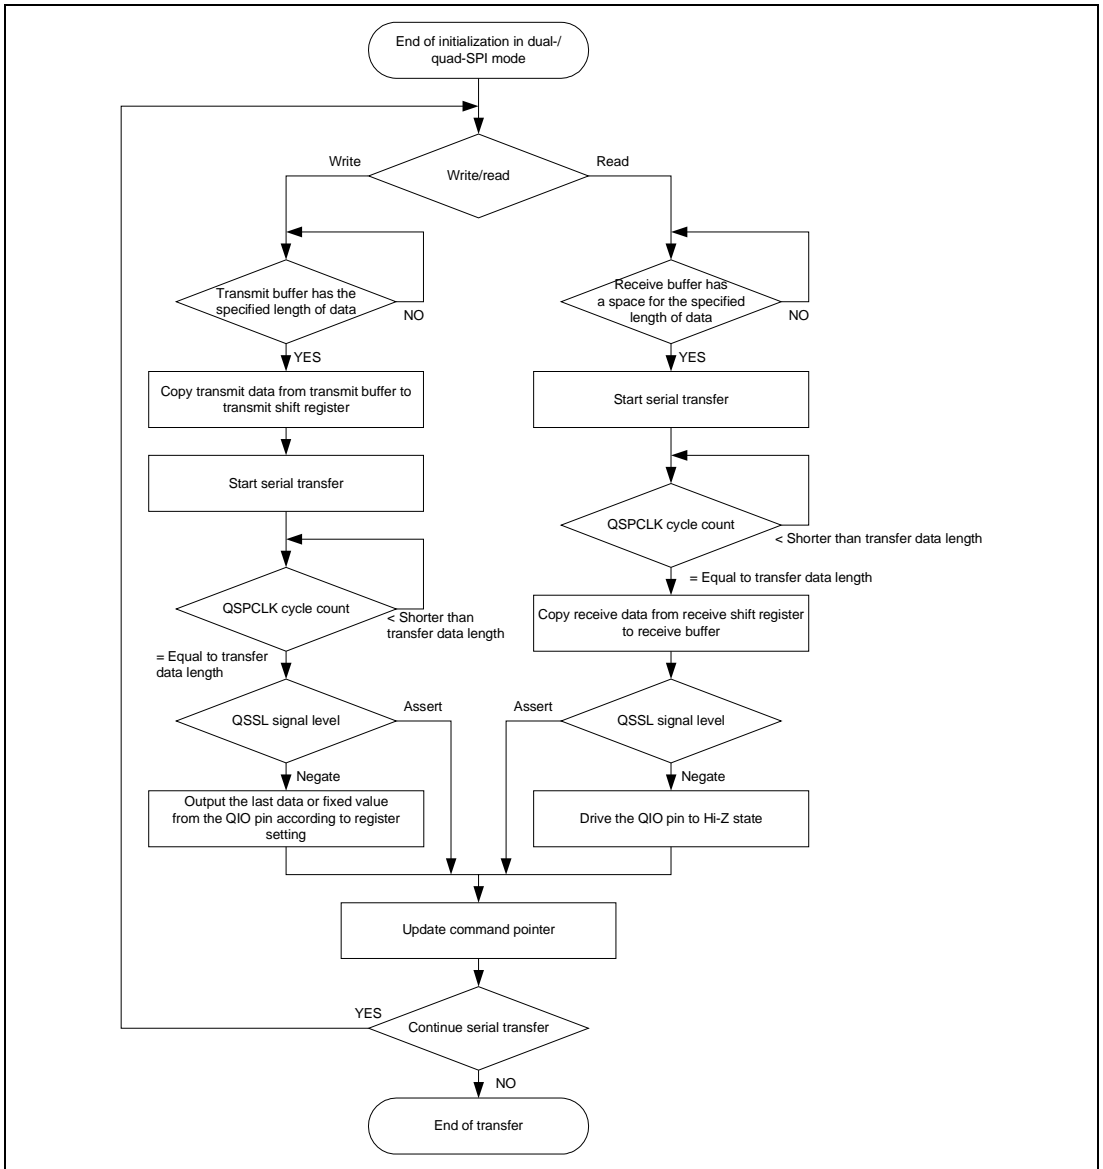 End of initialization in dual-/
quad-SPI mode
Write
Write/read
Read
Transmit buffer has the
specified length of data
NO
YES
Receive buffer has
a space for the specified
length of data
NO
YES
Copy transmit data from transmit buffer to
transmit shift register
Start serial transfer
Start serial transfer
QSPCLK cycle count
< Shorter than transfer data length
= Equal to transfer data length
QSPCLK cycle count
< Shorter than
transfer data length
= Equal to transfer
data length
Copy receive data from receive shift register
to receive buffer
QSSL signal level
Assert
Negate
Assert
QSSL signal level
Negate
Output the last data or fixed value
from the QIO pin according to register
setting
Drive the QIO pin to Hi-Z state
Update command pointer
YES
Continue serial transfer
NO
End of transfer